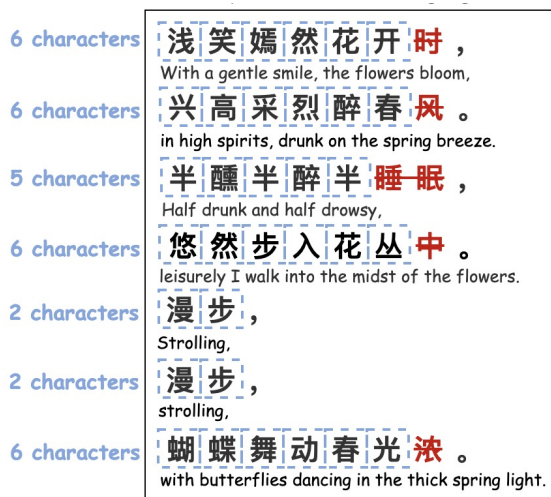 6 characters 浅笑嫣然花开时，
With a gentle smile, the flowers bloom,
6 characters 兴高采烈醉春风。
in high spirits, drunk on the spring breeze.
5 characters 半醺半醉半睡眠，
Half drunk and half drowsy,
6 characters 悠然步入花丛中。
leisurely I walk into the midst of the flowers.
2 characters 漫步，
Strolling,
2 characters 漫步，
strolling,
6 characters 蝴蝶舞动春光浓。
with butterflies dancing in the thick spring light.